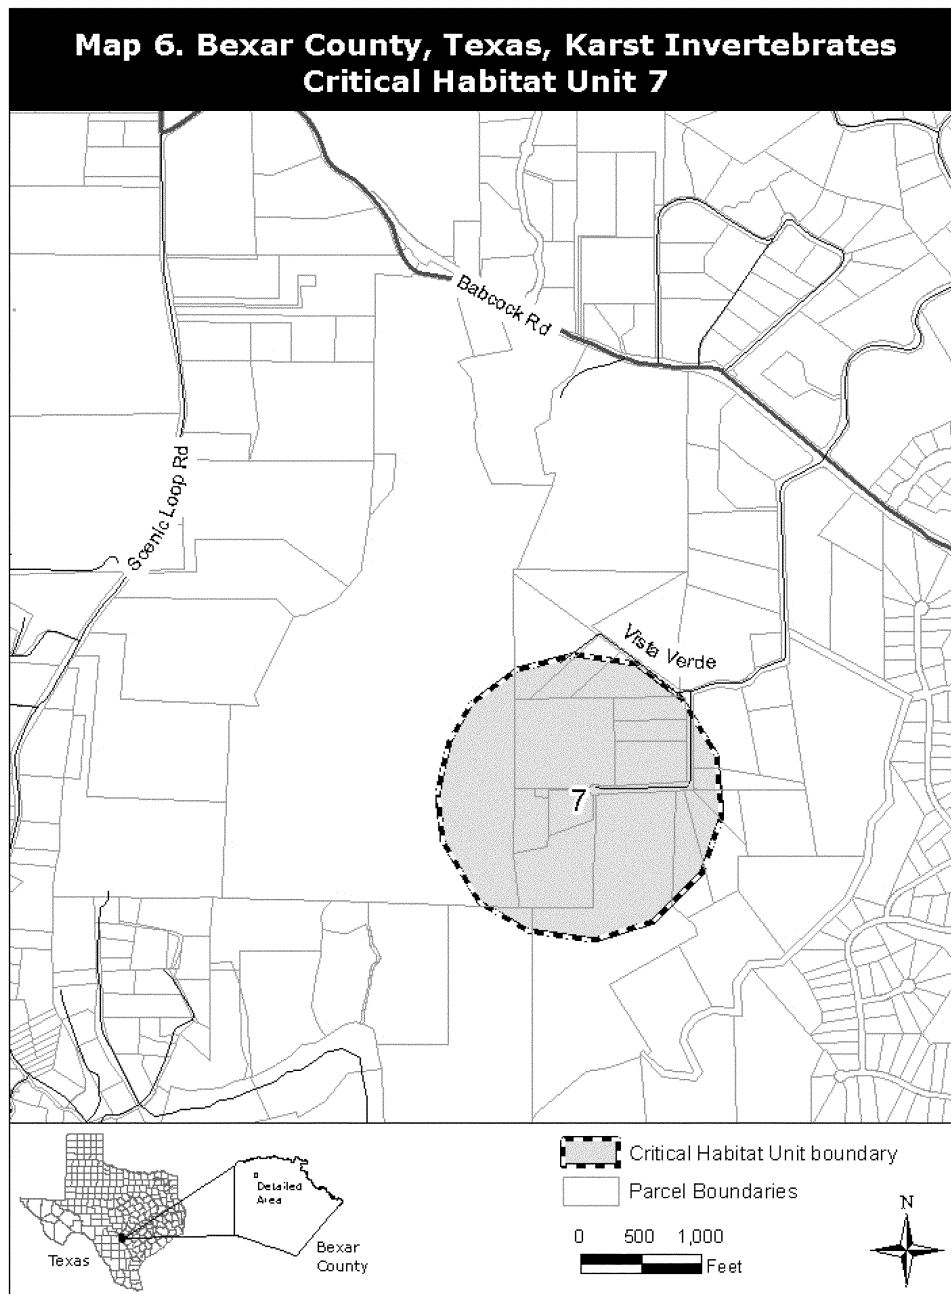 Map 6. Bexar County, Texas, Karst Invertebrates
Critical Habitat Unit 7
Babcock Rd
Scenic Loop Rd
Vista Verde
7
Texas
Detailed
Area
Bexar
County
Critical Habitat Unit boundary
Parcel Boundaries
0 500 1,000
Feet
N